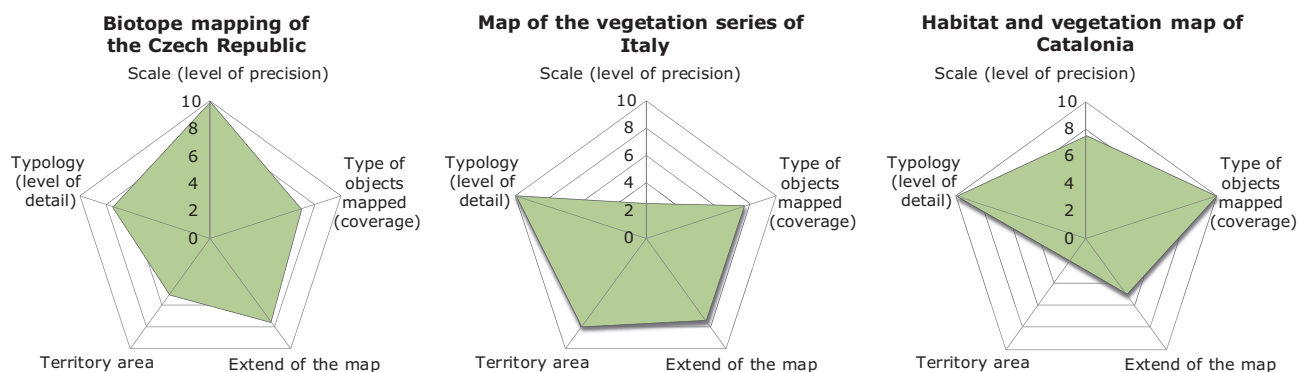 Biotope mapping of
the Czech Republic
Scale (level of precision)
10
8
6
4
2
0
Typology
(level of
detail)
Type of
objects
mapped
(coverage)
Territory area
Extend of the map
Map of the vegetation series of
Italy
Scale (level of precision)
10
8
6
4
2
0
Typology
(level of
detail)
Type of
objects
mapped
(coverage)
Territory area
Extend of the map
Habitat and vegetation map of
Catalonia
Scale (level of precision)
10
8
6
4
2
0
Typology
(level of
detail)
Type of
objects
mapped
(coverage)
Territory area
Extend of the map